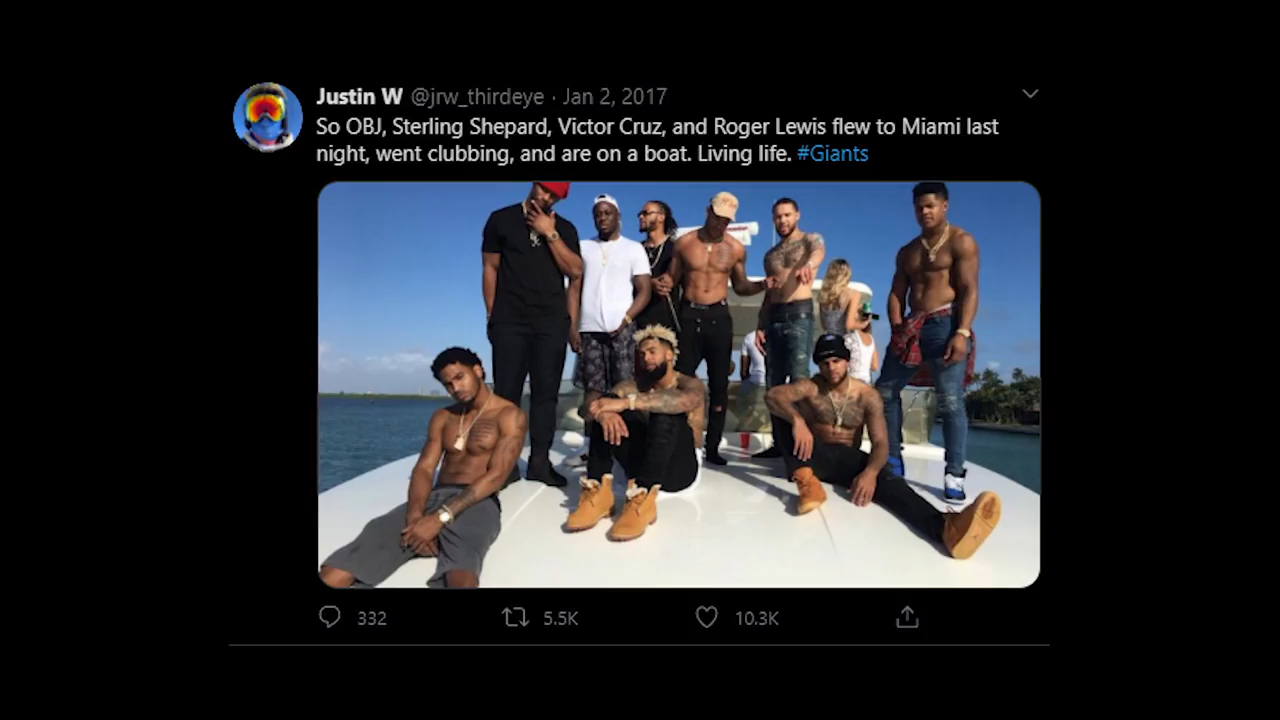 Justin W @jrw_thirdeye · Jan 2, 2017
So OBJ, Sterling Shepard, Victor Cruz, and Roger Lewis flew to Miami last
night, went clubbing, and are on a boat. Living life. #Giants
332 5.5K 10.3K